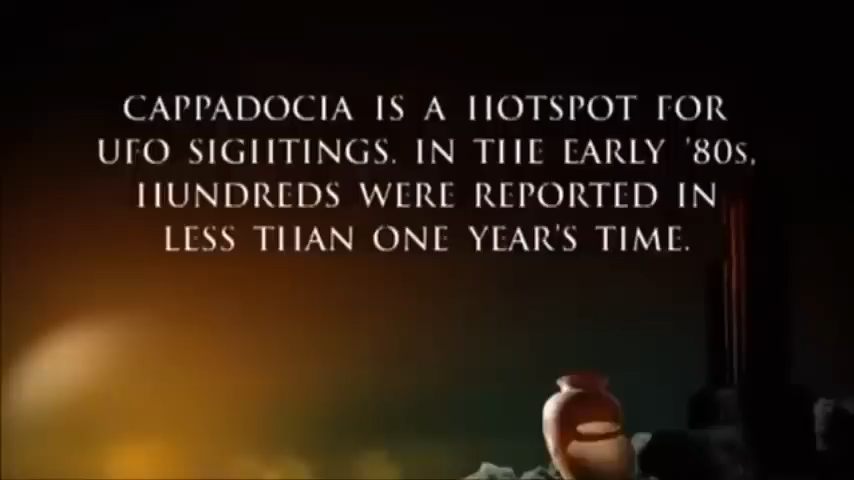 CAPPADOCIA IS A HOTSPOT FOR
UFO SIGHTINGS. IN THE EARLY '80s,
HUNDREDS WERE REPORTED IN
LESS THAN ONE YEAR'S TIME.